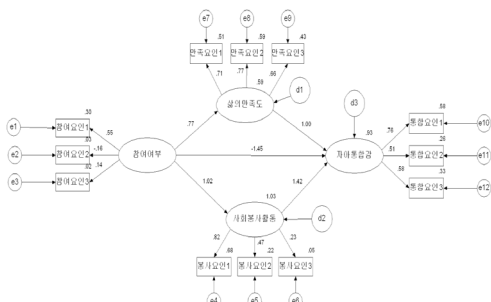 e7 e8 e9
.51 .59 .43
만족요인1 만족요인2 만족요인3
.71 .77 .66
.59
삶의만족도 d1
d3
e1 .30
참여요인1 .55
e2 .03
참여요인2 -.16
e3 .02
참여요인3 .14
참여여부
.77
1.00
-1.45
1.02
1.42
.93
자아통합감
.58
통합요인1 e10
.76
.26
통합요인2 e11
.51
.33
통합요인3 e12
.58
1.03
사회봉사활동 d2
.82 .47 .23
.68 .22 .05
봉사요인1 봉사요인2 봉사요인3
e4 e5 e6